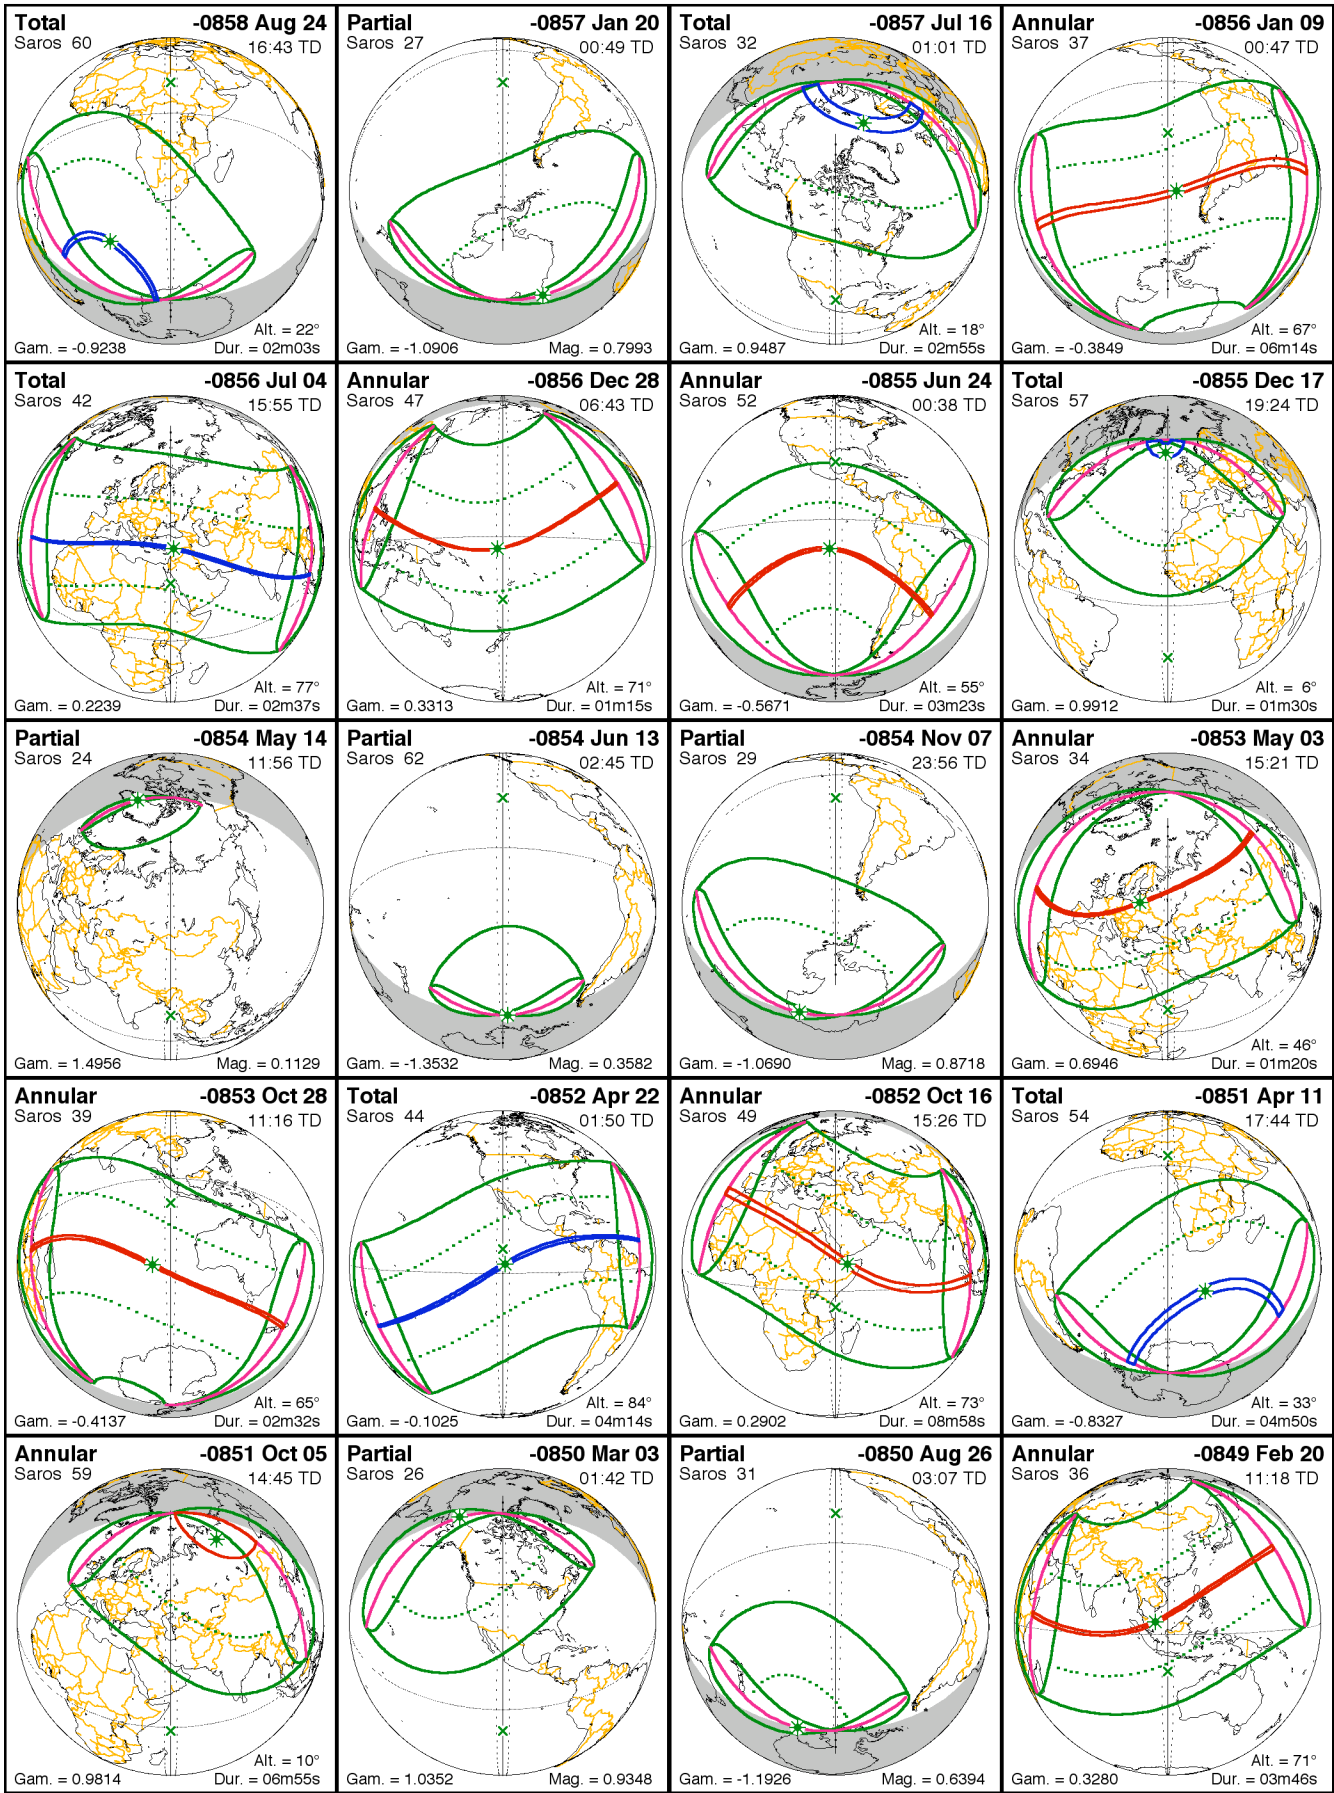 Total -0858 Aug 24
Saros 60 16:43 TD
Alt. = 22°
Gam. = -0.9238 Dur. = 02m03s
Partial -0857 Jan 20
Saros 27 00:49 TD
Gam. = -1.0906 Mag. = 0.7993
Total -0857 Jul 16
Saros 32 01:01 TD
Alt. = 18°
Gam. = 0.9487 Dur. = 02m55s
Annular -0856 Jan 09
Saros 37 00:47 TD
Alt. = 67°
Gam. = -0.3849 Dur. = 06m14s
Total -0856 Jul 04
Saros 42 15:55 TD
Alt. = 77°
Gam. = 0.2239 Dur. = 02m37s
Annular -0856 Dec 28
Saros 47 06:43 TD
Alt. = 71°
Gam. = 0.3313 Dur. = 01m15s
Annular -0855 Jun 24
Saros 52 00:38 TD
Alt. = 55°
Gam. = -0.5671 Dur. = 03m23s
Total -0855 Dec 17
Saros 57 19:24 TD
Alt. = 6°
Gam. = 0.9912 Dur. = 01m30s
Partial -0854 May 14
Saros 24 11:56 TD
Gam. = 1.4956 Mag. = 0.1129
Partial -0854 Jun 13
Saros 62 02:45 TD
Gam. = -1.3532 Mag. = 0.3582
Partial -0854 Nov 07
Saros 29 23:56 TD
Gam. = -1.0690 Mag. = 0.8718
Annular -0853 May 03
Saros 34 15:21 TD
Alt. = 46°
Gam. = 0.6946 Dur. = 01m20s
Annular -0853 Oct 28
Saros 39 11:16 TD
Alt. = 65°
Gam. = -0.4137 Dur. = 02m32s
Total -0852 Apr 22
Saros 44 01:50 TD
Alt. = 84°
Gam. = -0.1025 Dur. = 04m14s
Annular -0852 Oct 16
Saros 49 15:26 TD
Alt. = 73°
Gam. = 0.2902 Dur. = 08m58s
Total -0851 Apr 11
Saros 54 17:44 TD
Alt. = 33°
Gam. = -0.8327 Dur. = 04m50s
Annular -0851 Oct 05
Saros 59 14:45 TD
Alt. = 10°
Gam. = 0.9814 Dur. = 06m55s
Partial -0850 Mar 03
Saros 26 01:42 TD
Gam. = 1.0352 Mag. = 0.9348
Partial -0850 Aug 26
Saros 31 03:07 TD
Gam. = -1.1926 Mag. = 0.6394
Annular -0849 Feb 20
Saros 36 11:18 TD
Alt. = 71°
Gam. = 0.3280 Dur. = 03m46s